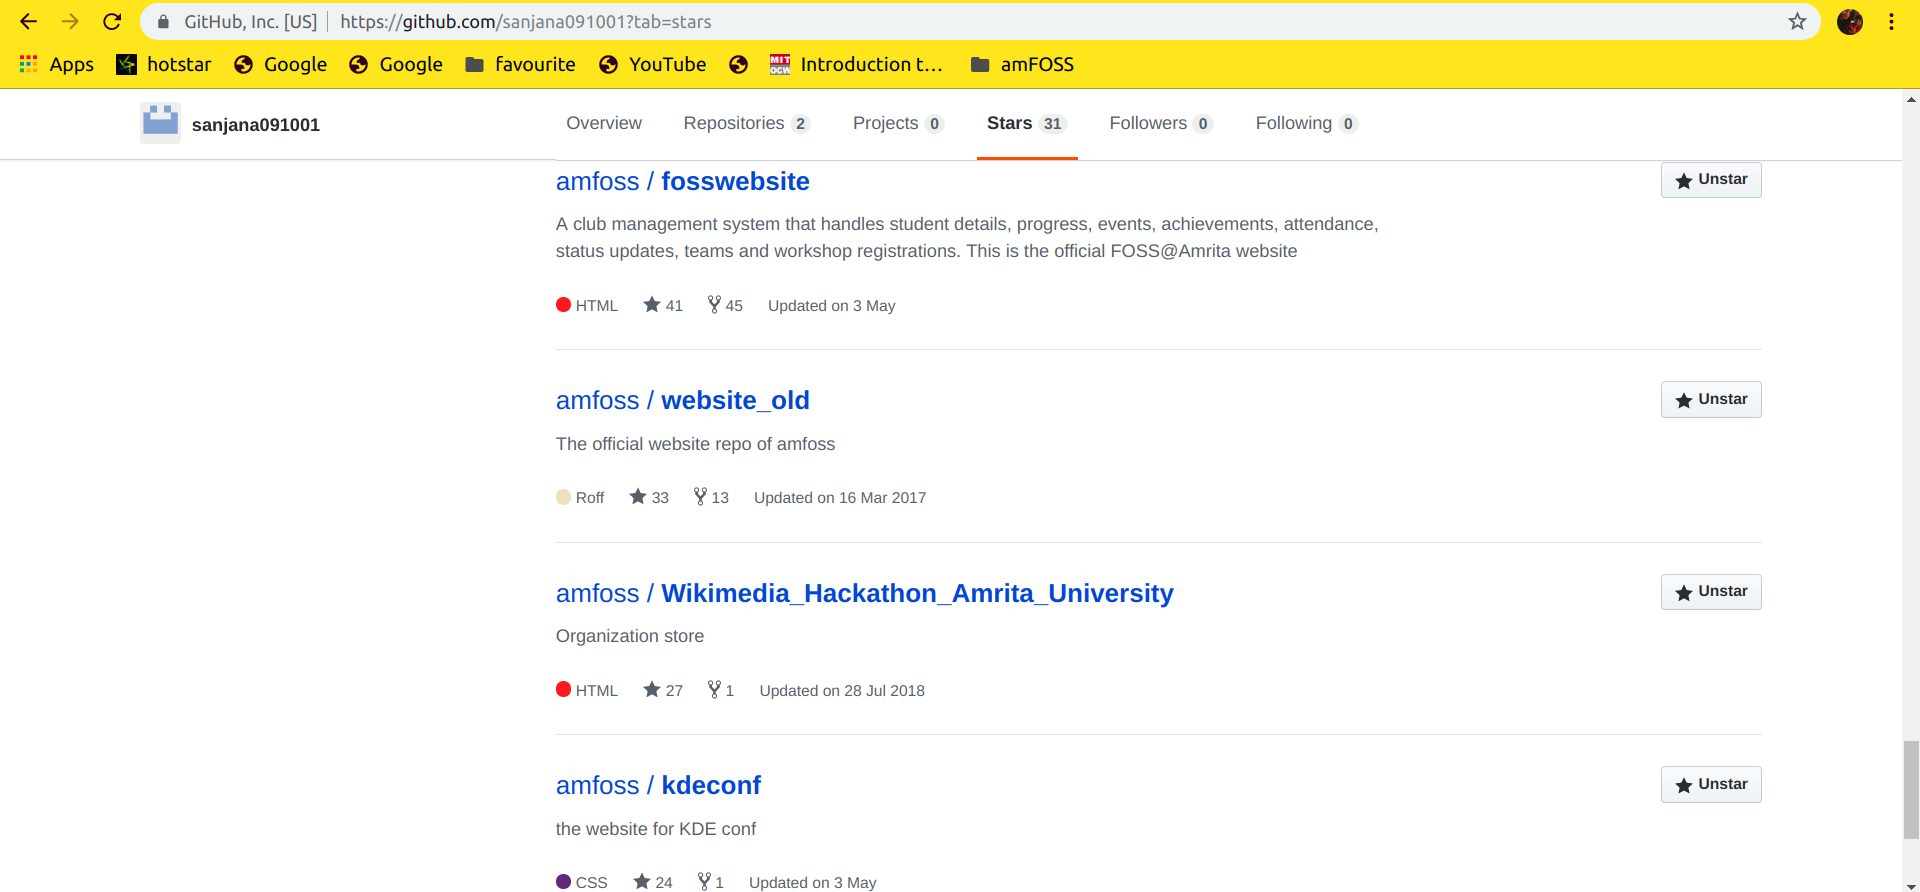 GitHub, Inc. [US] https://github.com/sanjana091001?tab=stars
Apps hotstar Google Google favourite YouTube MIT OCW Introduction t... amFOSS
sanjana091001 Overview Repositories 2 Projects 0 Stars 31 Followers 0 Following 0
amfoss / fosswebsite Unstar
A club management system that handles student details, progress, events, achievements, attendance,
status updates, teams and workshop registrations. This is the official FOSS@Amrita website
HTML 41 45 Updated on 3 May
amfoss / website_old Unstar
The official website repo of amfoss
Roff 33 13 Updated on 16 Mar 2017
amfoss / Wikimedia_Hackathon_Amrita_University Unstar
Organization store
HTML 27 1 Updated on 28 Jul 2018
amfoss / kdeconf Unstar
the website for KDE conf
CSS 24 1 Updated on 3 May